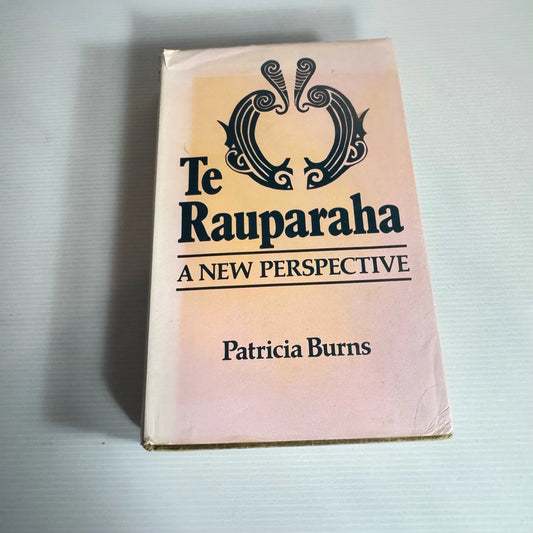 Te
Rauparaha
A NEW PERSPECTIVE
Patricia Burns